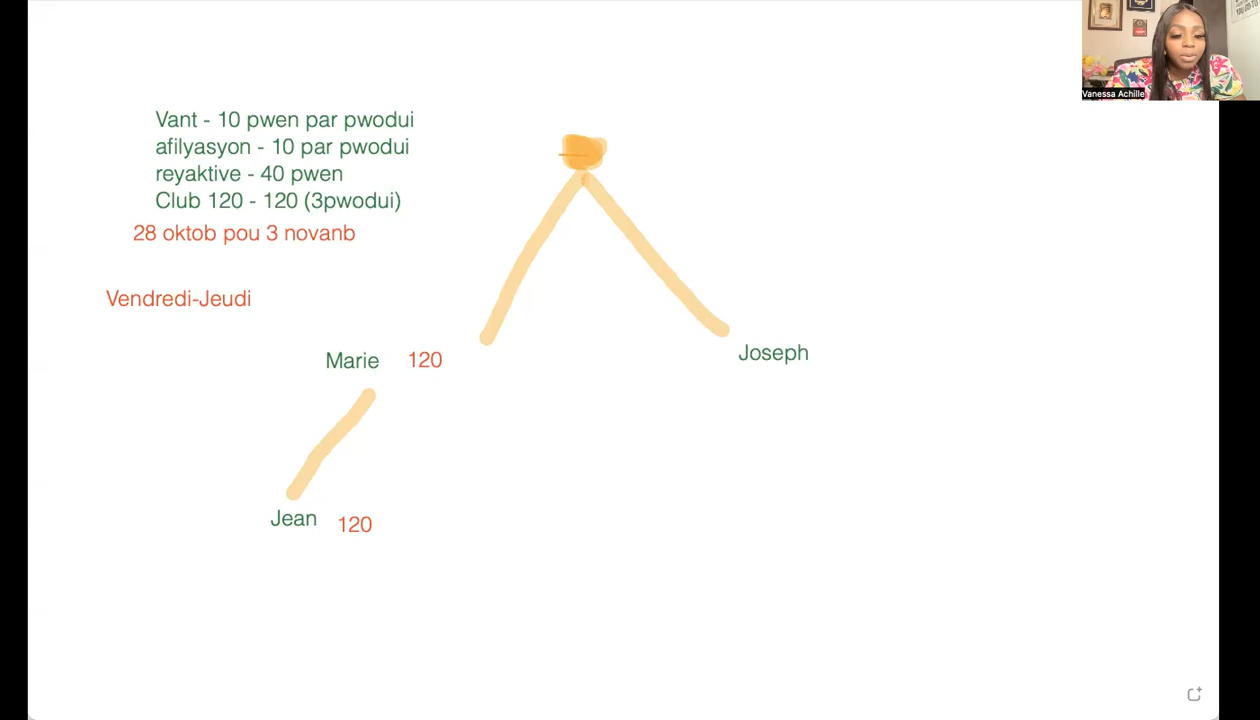 Vanessa Achille
Vant - 10 pwen par pwodui
afilyasyon - 10 par pwodui
reyaktive - 40 pwen
Club 120 - 120 (3pwodui)
28 oktob pou 3 novanb
Vendredi-Jeudi
Marie 120
Joseph
Jean 120